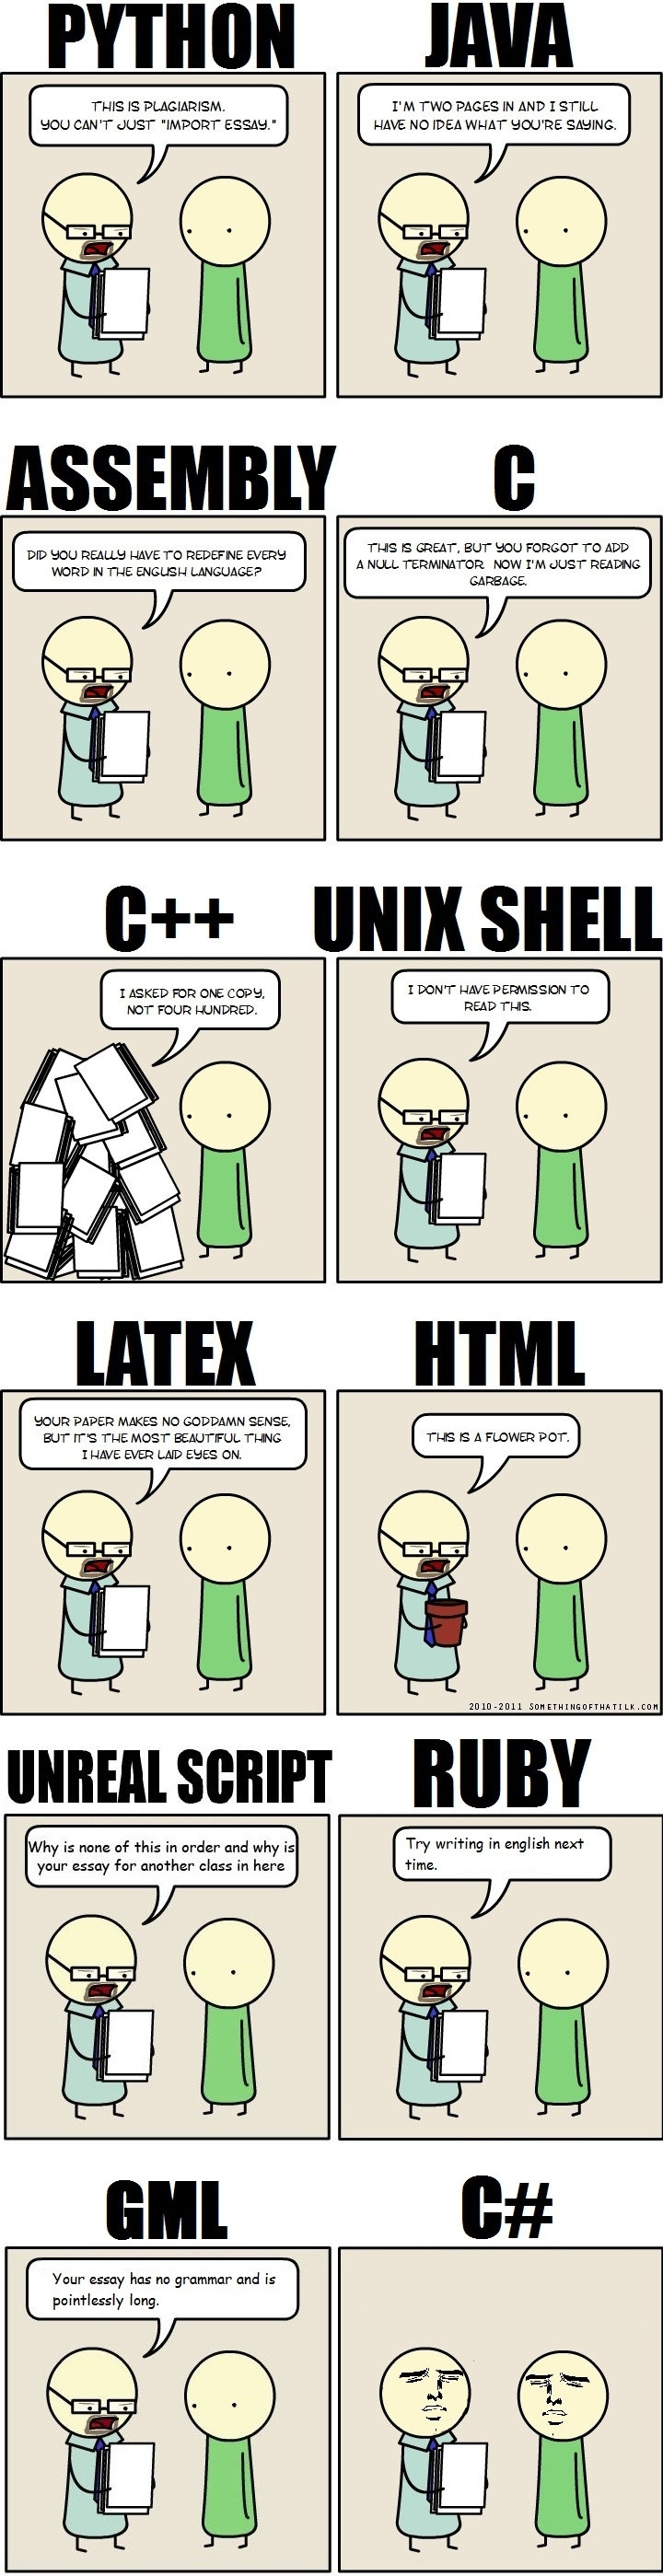 PYTHON
THIS IS PLAGIARISM.
YOU CAN'T JUST "IMPORT ESSAY."
JAVA
I'M TWO PAGES IN AND I STILL
HAVE NO IDEA WHAT YOU'RE SAYING.
ASSEMBLY
DID YOU REALLY HAVE TO REDEFINE EVERY
WORD IN THE ENGLISH LANGUAGE?
C
THIS IS GREAT, BUT YOU FORGOT TO ADD
A NULL TERMINATOR. NOW I'M JUST READING
GARBAGE.
C++
I ASKED FOR ONE COPY,
NOT FOUR HUNDRED.
UNIX SHELL
I DON'T HAVE PERMISSION TO
READ THIS.
LATEX
YOUR PAPER MAKES NO GODDAMN SENSE,
BUT IT'S THE MOST BEAUTIFUL THING
I HAVE EVER LAID EYES ON.
HTML
THIS IS A FLOWER POT.
2010-2011 SOMETHINGOFTHATILK.COM
UNREAL SCRIPT
Why is none of this in order and why is
your essay for another class in here
RUBY
Try writing in english next
time.
GML
Your essay has no grammar and is
pointlessly long.
C#